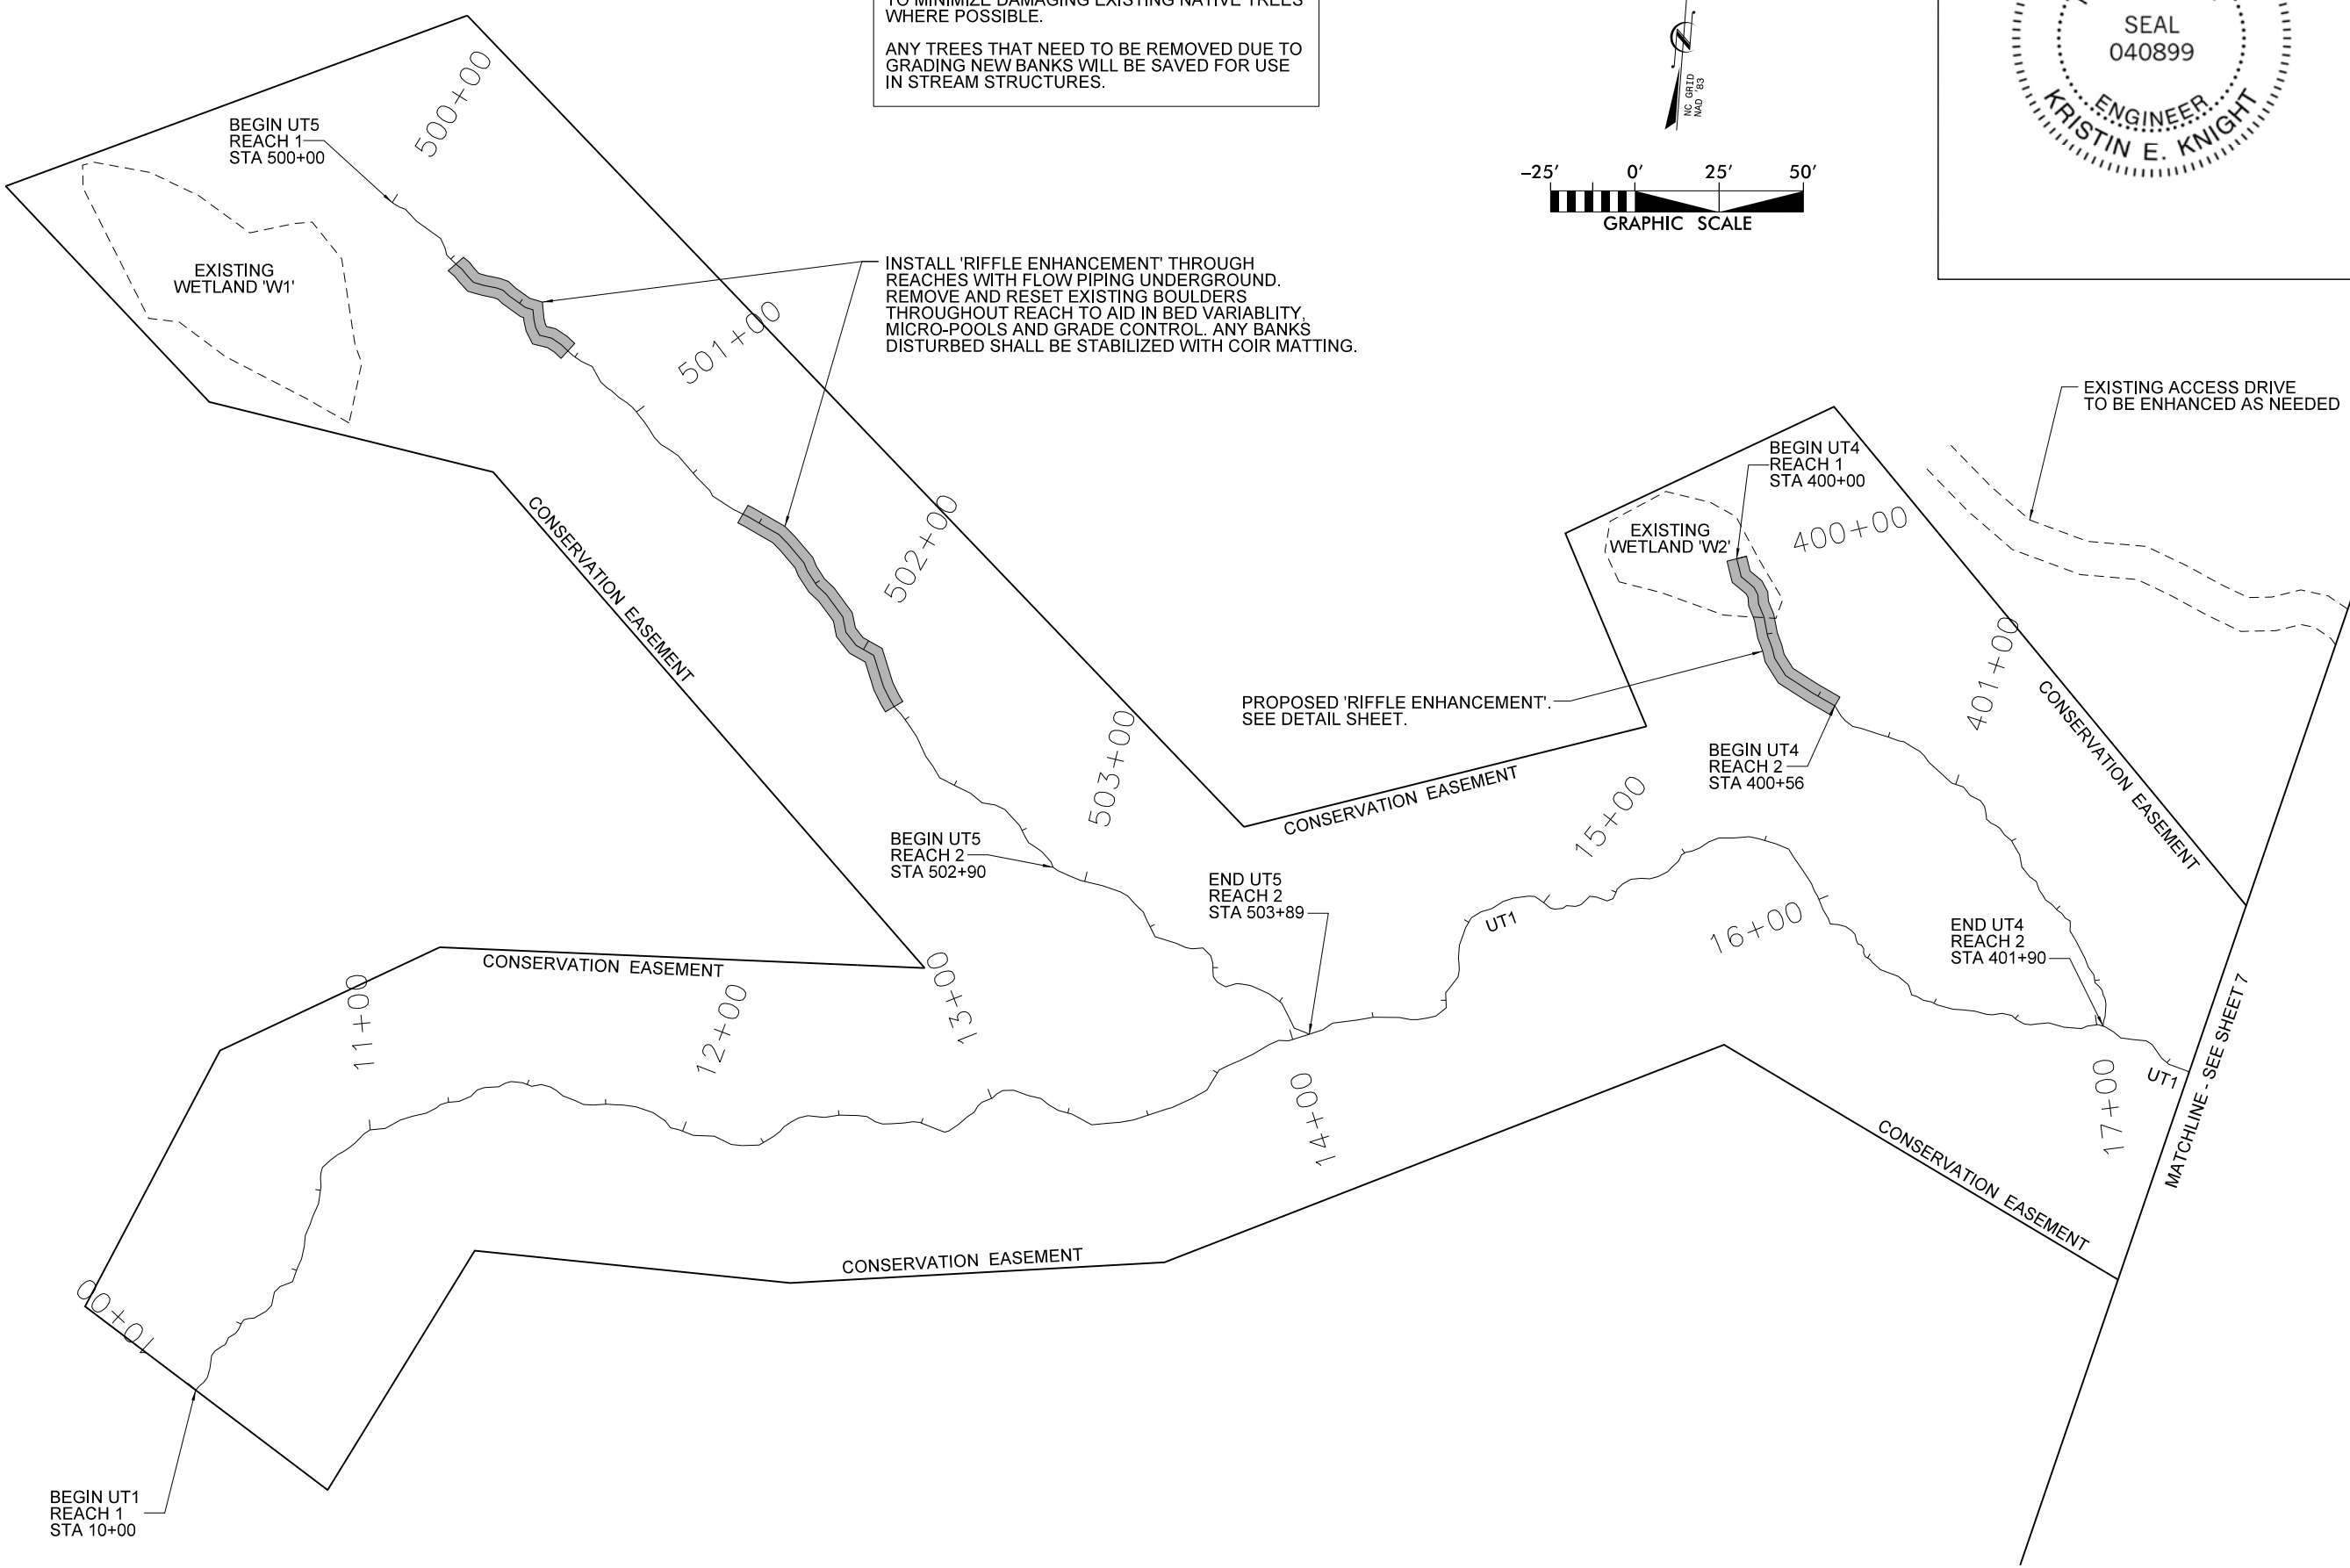 TO MINIMIZE DAMAGING EXISTING NATIVE TREES
WHERE POSSIBLE.
ANY TREES THAT NEED TO BE REMOVED DUE TO
GRADING NEW BANKS WILL BE SAVED FOR USE
IN STREAM STRUCTURES.
NC GRID
NAD '83
SEAL
040899
ENGINEER
KRISTIN E. KNIGHT
-25' 0' 25' 50'
GRAPHIC SCALE
BEGIN UT5
REACH 1
STA 500+00
500+00
EXISTING
WETLAND 'W1'
INSTALL 'RIFFLE ENHANCEMENT' THROUGH
REACHES WITH FLOW PIPING UNDERGROUND.
REMOVE AND RESET EXISTING BOULDERS
THROUGHOUT REACH TO AID IN BED VARIABLITY,
MICRO-POOLS AND GRADE CONTROL. ANY BANKS
DISTURBED SHALL BE STABILIZED WITH COIR MATTING.
501+00
EXISTING ACCESS DRIVE
TO BE ENHANCED AS NEEDED
BEGIN UT4
REACH 1
STA 400+00
CONSERVATION EASEMENT
502+00
EXISTING
WETLAND 'W2'
400+00
401+00
PROPOSED 'RIFFLE ENHANCEMENT'.
SEE DETAIL SHEET.
CONSERVATION EASEMENT
503+00
CONSERVATION EASEMENT
BEGIN UT4
REACH 2
STA 400+56
15+00
BEGIN UT5
REACH 2
STA 502+90
END UT5
REACH 2
STA 503+89
UT1
16+00
END UT4
REACH 2
STA 401+90
CONSERVATION EASEMENT
11+00
12+00
13+00
14+00
17+00
UT1
MATCHLINE - SEE SHEET 7
CONSERVATION EASEMENT
CONSERVATION EASEMENT
10+00
BEGIN UT1
REACH 1
STA 10+00